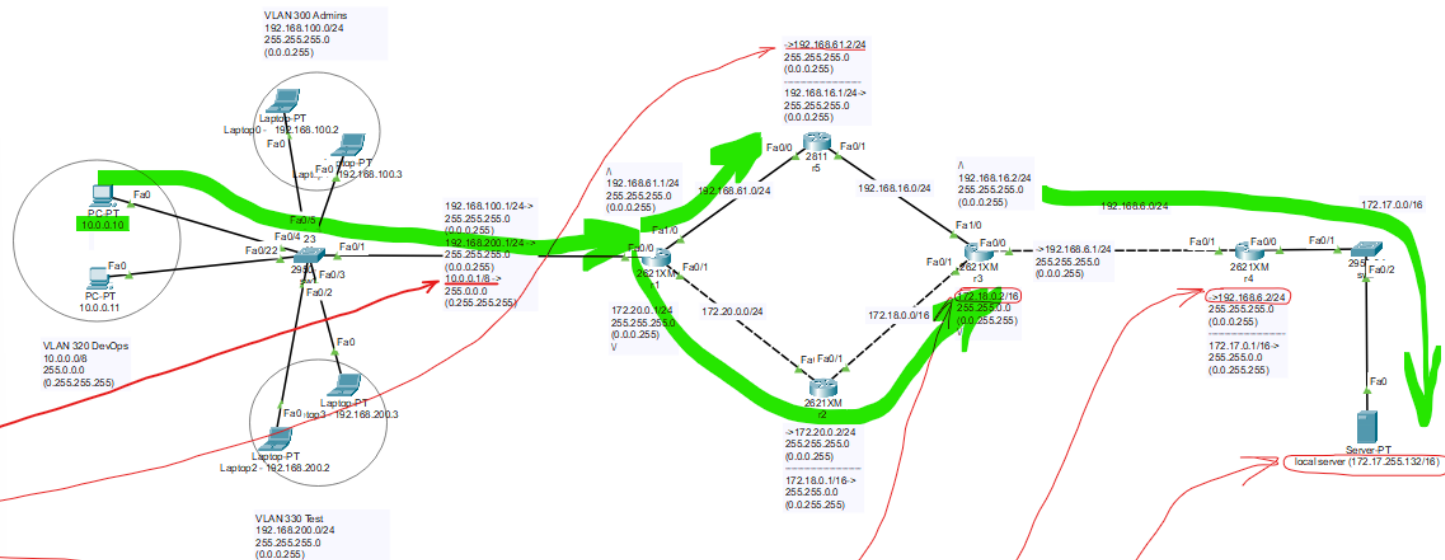 VLAN 300 Admins
192.168.100.0/24
255.255.255.0
(0.0.0.255)
Laptop-PT
Laptop0 - 192.168.100.2
Fa0
Fa0
192.168.100.3
Fa0/5
Fa0
PC-PT
10.0.0.10
Fa0/4
23
Fa0/22
Fa0/1
Fa0
PC-PT
10.0.0.11
Fa0/3
Fa0/2
VLAN 320 DevOps
10.0.0.0/8
255.0.0.0
(0.255.255.255)
Fa0
Laptop-PT
192.168.200.3
Fa0
Laptop-PT
Laptop2 - 192.168.200.2
VLAN 330 Test
192.168.200.0/24
255.255.255.0
(0.0.0.255)
192.168.100.1/24->
255.255.255.0
(0.0.0.255)
192.168.200.1/24->
255.255.255.0
(0.0.0.255)
10.0.0.1/8->
255.0.0.0
(0.255.255.255)
/\
192.168.61.1/24
255.255.255.0
(0.0.0.255)
Fa1/0
Fa0/0
2621XM
r1
Fa0/1
172.20.0.1/24
255.255.255.0
(0.0.0.255)
\/
192.168.61.0/24
172.20.0.0/24
->192.168.61.2/24
255.255.255.0
(0.0.0.255)
--------------------
192.168.16.1/24->
255.255.255.0
(0.0.0.255)
Fa0/0
Fa0/1
2811
r5
192.168.16.0/24
Fa0/1
2621XM
r2
->172.20.0.2/24
255.255.255.0
(0.0.0.255)
--------------------
172.18.0.1/16->
255.255.0.0
(0.0.255.255)
172.18.0.0/16
/\
192.168.16.2/24
255.255.255.0
(0.0.0.255)
Fa1/0
Fa0/0
Fa0/1
2621XM
r3
172.18.0.2/16
255.255.0.0
(0.0.255.255)
\/
->192.168.6.1/24
255.255.255.0
(0.0.0.255)
192.168.6.0/24
Fa0/1
Fa0/0
2621XM
r4
->192.168.6.2/24
255.255.255.0
(0.0.0.255)
--------------------
172.17.0.1/16->
255.255.0.0
(0.0.255.255)
172.17.0.0/16
Fa0/1
Fa0/2
Fa0
Server-PT
local server (172.17.255.132/16)